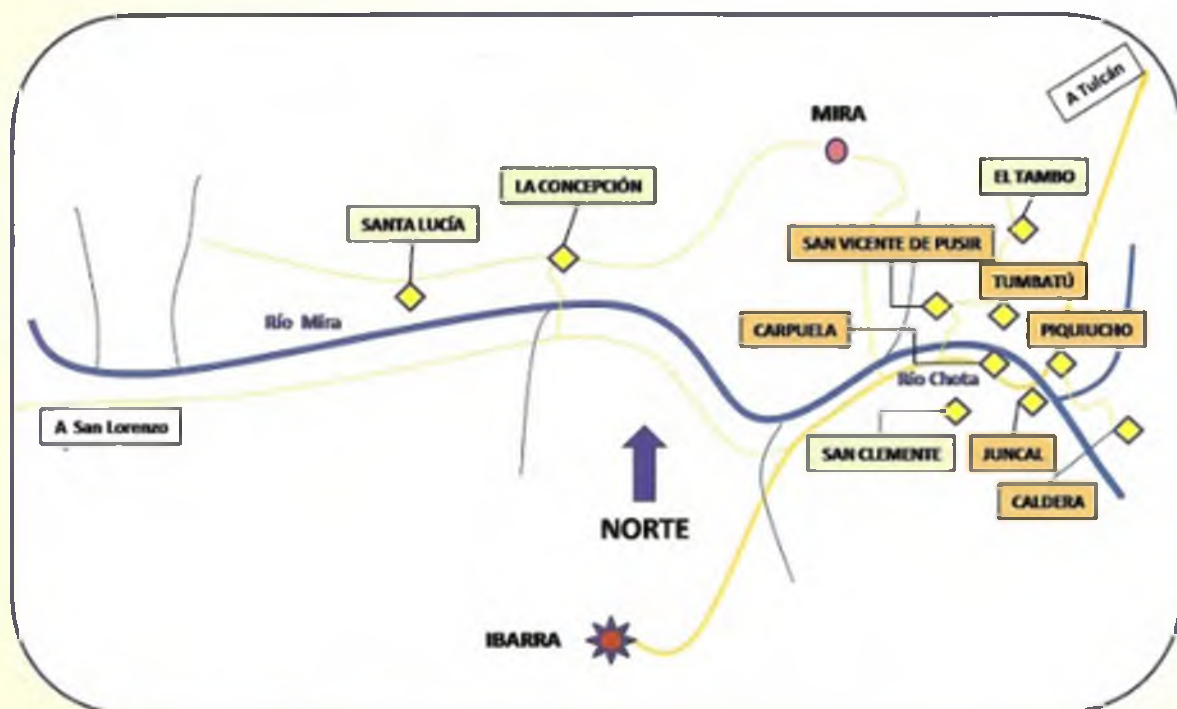 A Tulcán
MIRA
EL TAMBO
LA CONCEPCIÓN
SANTA LUCÍA
SAN VICENTE DE PUSIR
TUMBATÚ
Río Mira
CARPUELA
PIQUIUCHO
Río Chota
A San Lorenzo
SAN CLEMENTE
JUNCAL
CALDERA
NORTE
IBARRA